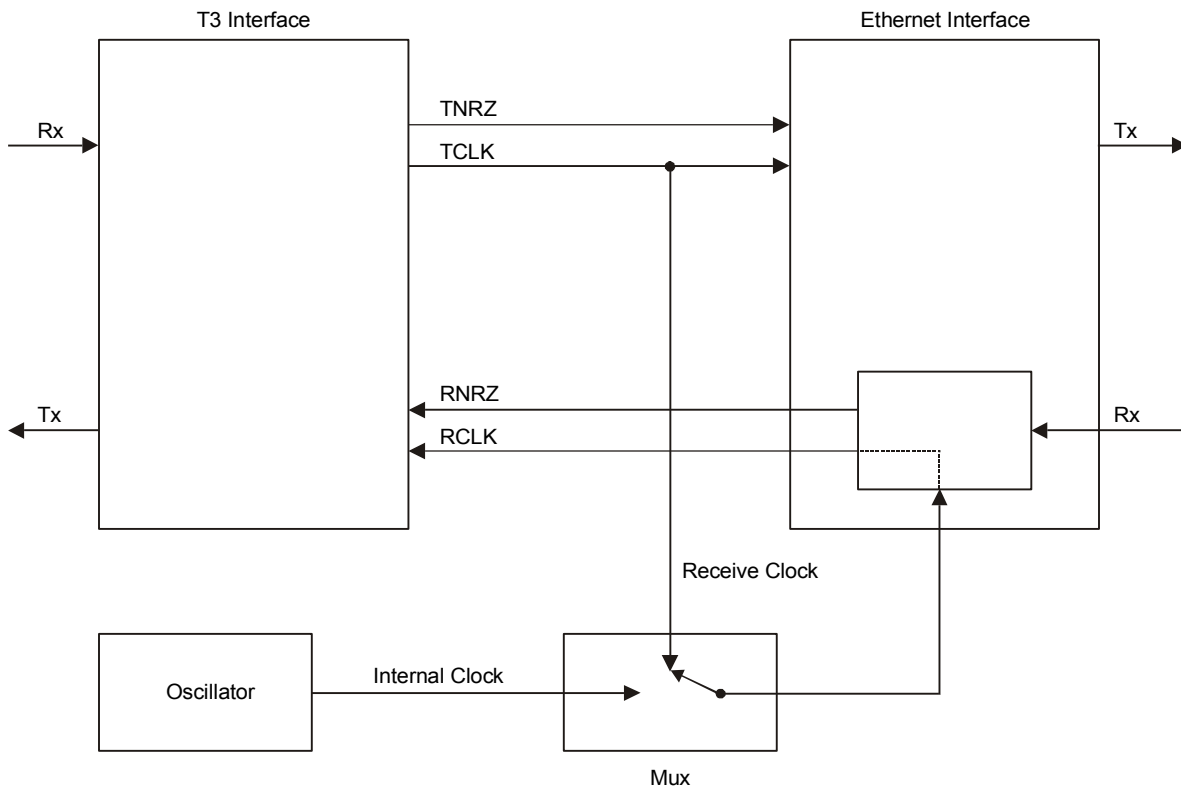 T3 Interface
Ethernet Interface
TNRZ
Rx
Tx
TCLK
RNRZ
Tx
Rx
RCLK
Receive Clock
Internal Clock
Oscillator
Mux